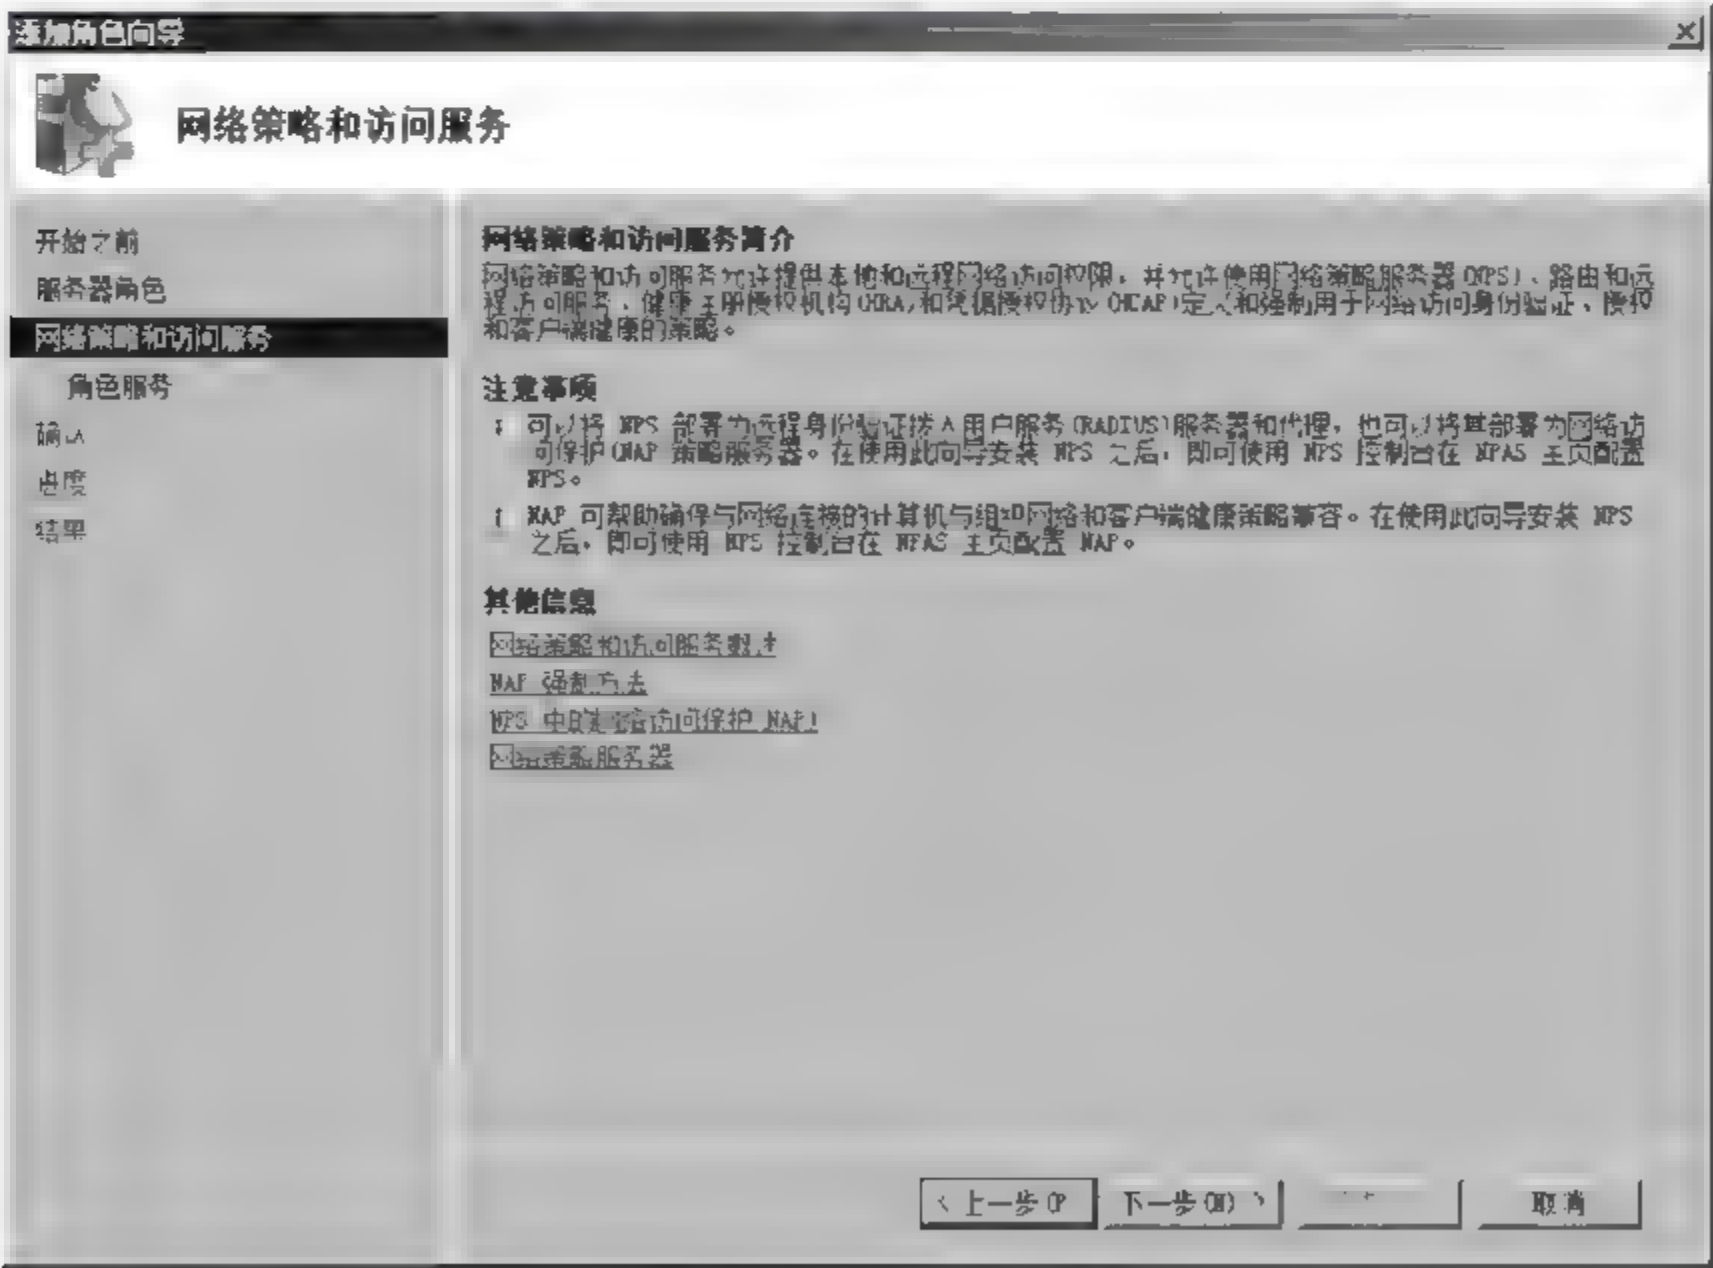 添加角色向导
网络策略和访问服务
开始之前
服务器角色
网络策略和访问服务
角色服务
确认
进度
结果
网络策略和访问服务简介
网络策略和访问服务允许提供本地和远程网络访问权限，并允许使用网络策略服务器(NPS)、路由和远
程访问服务、健康注册授权机构(HRA)和凭据授权协议(HCAP)定义和强制用于网络访问身份验证、授权
和客户端健康的策略。
注意事项
可以将 NPS 部署为远程身份验证拨入用户服务(RADIUS)服务器和代理，也可以将其部署为网络访
问保护(NAP)策略服务器。在使用此向导安装 NPS 之后，即可使用 NPS 控制台在 NPAS 主页配置
NPS。
NAP 可帮助确保与网络连接的计算机与组织网络和客户端健康策略兼容。在使用此向导安装 NPS
之后，即可使用 NPS 控制台在 NPAS 主页配置 NAP。
其他信息
网络策略和访问服务概述
NAP 强制方法
NPS 中的网络访问保护(NAP)
网络策略服务器
< 上一步(P
下一步(N) >
取消